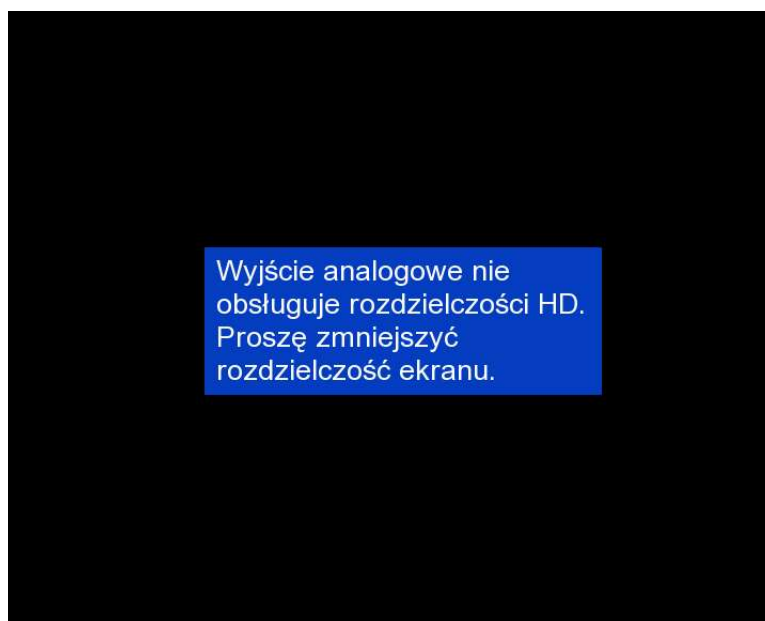 Wyjście analogowe nie
obsługuje rozdzielczości HD.
Proszę zmniejszyć
rozdzielczość ekranu.